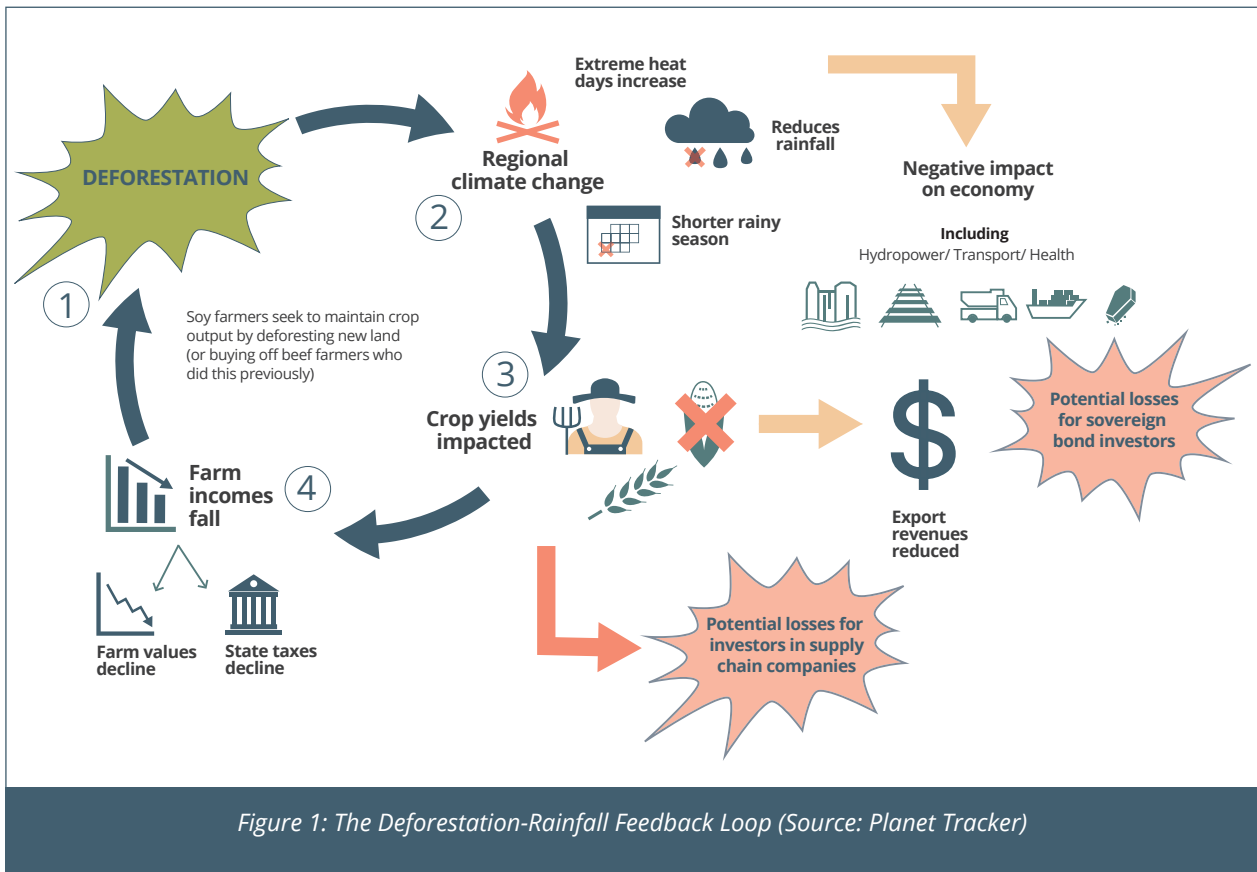 DEFORESTATION
1
Extreme heat
days increase
Reduces
rainfall
Regional
climate change
2
Shorter rainy
season
Negative impact
on economy
Including
Hydropower/ Transport/ Health
Soy farmers seek to maintain crop
output by deforesting new land
(or buying off beef farmers who
did this previously)
3
Crop yields
impacted
$
Export
revenues
reduced
Potential losses
for sovereign
bond investors
Farm
incomes
fall
4
Farm values
decline
State taxes
decline
Potential losses for
investors in supply
chain companies
Figure 1: The Deforestation-Rainfall Feedback Loop (Source: Planet Tracker)